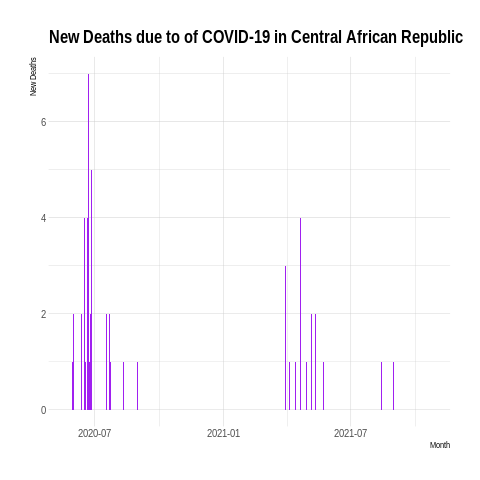 New Deaths due to of COVID-19 in Central African Republic
New Deaths
6
4
2
0
2020-07 2021-01 2021-07
Month